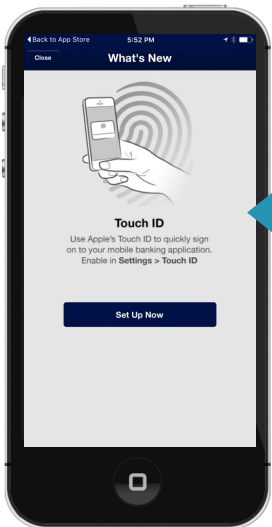 Back to App Store 5:52 PM
Close What's New
Touch ID
Use Apple's Touch ID to quickly sign
on to your mobile banking application.
Enable in Settings > Touch ID
Set Up Now